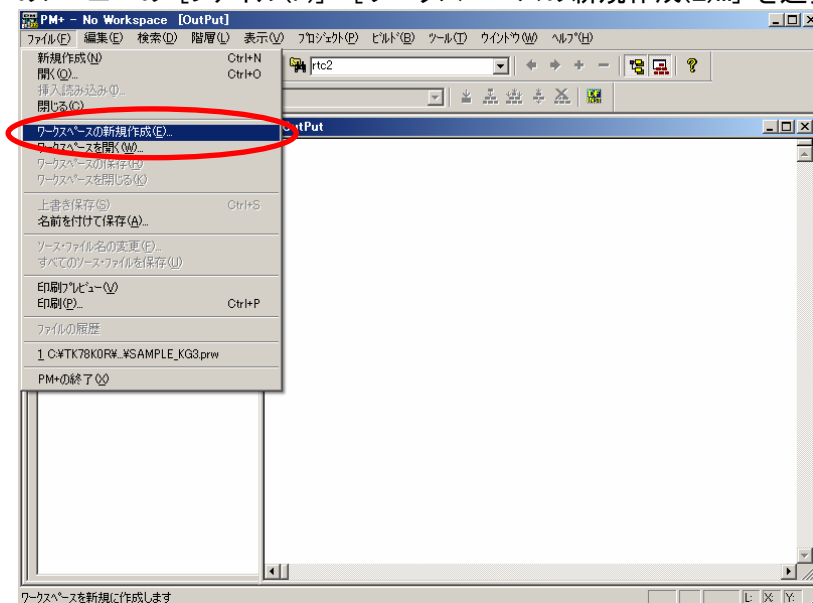 PM+ - No Workspace [OutPut]
ファイル(F) 編集(E) 検索(D) 階層(L) 表示(V) プロジェクト(P) ビルド(B) ツール(T) ウインドウ(W) ヘルプ(H)
rtc2
新規作成(N) Ctrl+N
開く(O)... Ctrl+O
挿入読み込み(I)...
閉じる(C)
ワークスペースの新規作成(E)...
ワークスペースを開く(W)...
ワークスペースの保存(R)
ワークスペースを閉じる(K)
上書き保存(S) Ctrl+S
名前を付けて保存(A)...
ソース・ファイル名の変更(F)...
すべてのソース・ファイルを保存(U)
印刷プレビュー(V)
印刷(P)... Ctrl+P
ファイルの履歴
1 C:¥TK78K0R¥...¥SAMPLE_KG3.prw
PM+の終了(X)
OutPut
ワークスペースを新規に作成します
L: X: Y: